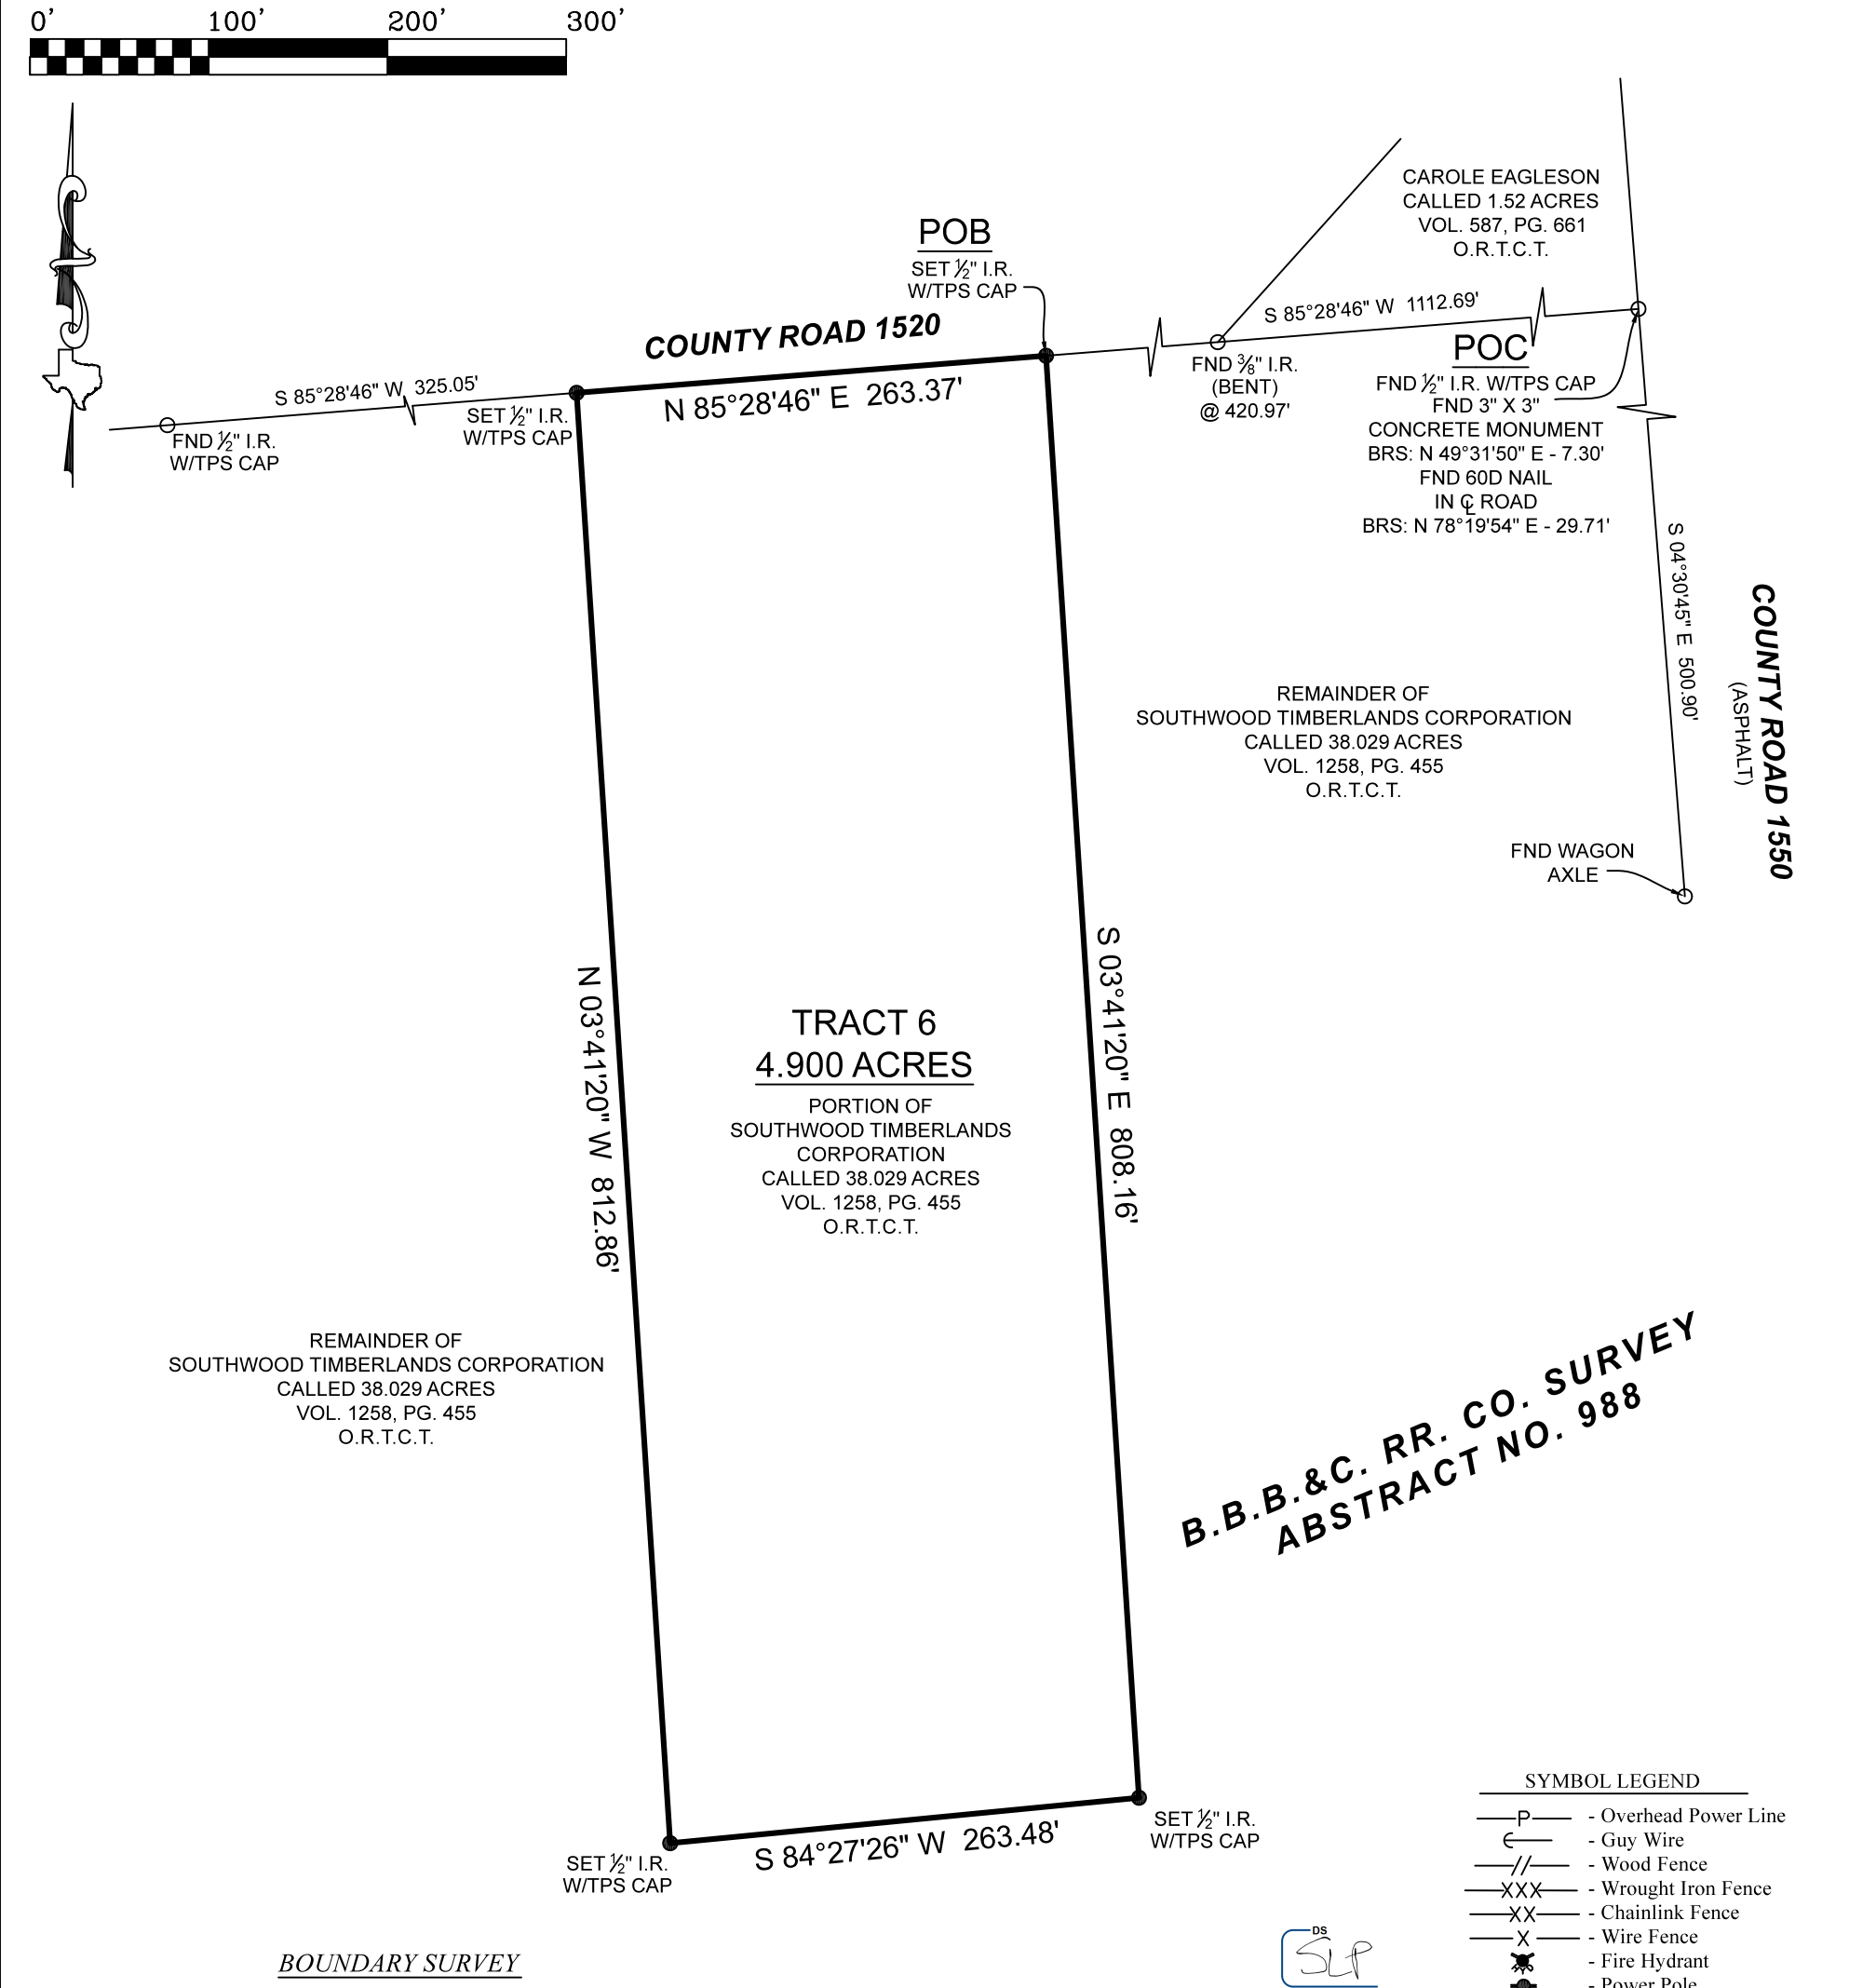 0' 100' 200' 300'
CAROLE EAGLESON
CALLED 1.52 ACRES
VOL. 587, PG. 661
O.R.T.C.T.
POB
SET ½" I.R.
W/TPS CAP
S 85°28'46" W 1112.69'
COUNTY ROAD 1520
N 85°28'46" E 263.37'
S 85°28'46" W 325.05'
FND ½" I.R.
W/TPS CAP
SET ½" I.R.
W/TPS CAP
FND ⅜" I.R.
(BENT)
@ 420.97'
POC
FND ½" I.R. W/TPS CAP
FND 3" X 3"
CONCRETE MONUMENT
BRS: N 49°31'50" E - 7.30'
FND 60D NAIL
IN ℄ ROAD
BRS: N 78°19'54" E - 29.71'
S 04°30'45" E 500.90'
COUNTY ROAD 1550
(ASPHALT)
REMAINDER OF
SOUTHWOOD TIMBERLANDS CORPORATION
CALLED 38.029 ACRES
VOL. 1258, PG. 455
O.R.T.C.T.
FND WAGON
AXLE
N 03°41'20" W 812.86'
S 03°41'20" E 808.16'
TRACT 6
4.900 ACRES
PORTION OF
SOUTHWOOD TIMBERLANDS
CORPORATION
CALLED 38.029 ACRES
VOL. 1258, PG. 455
O.R.T.C.T.
REMAINDER OF
SOUTHWOOD TIMBERLANDS CORPORATION
CALLED 38.029 ACRES
VOL. 1258, PG. 455
O.R.T.C.T.
B.B.B.&C. RR. CO. SURVEY
ABSTRACT NO. 988
SET ½" I.R.
W/TPS CAP
S 84°27'26" W 263.48'
SET ½" I.R.
W/TPS CAP
SYMBOL LEGEND
P - Overhead Power Line
- Guy Wire
// - Wood Fence
XXX - Wrought Iron Fence
XX - Chainlink Fence
X - Wire Fence
- Fire Hydrant
- Power Pole
DS
SLP
BOUNDARY SURVEY